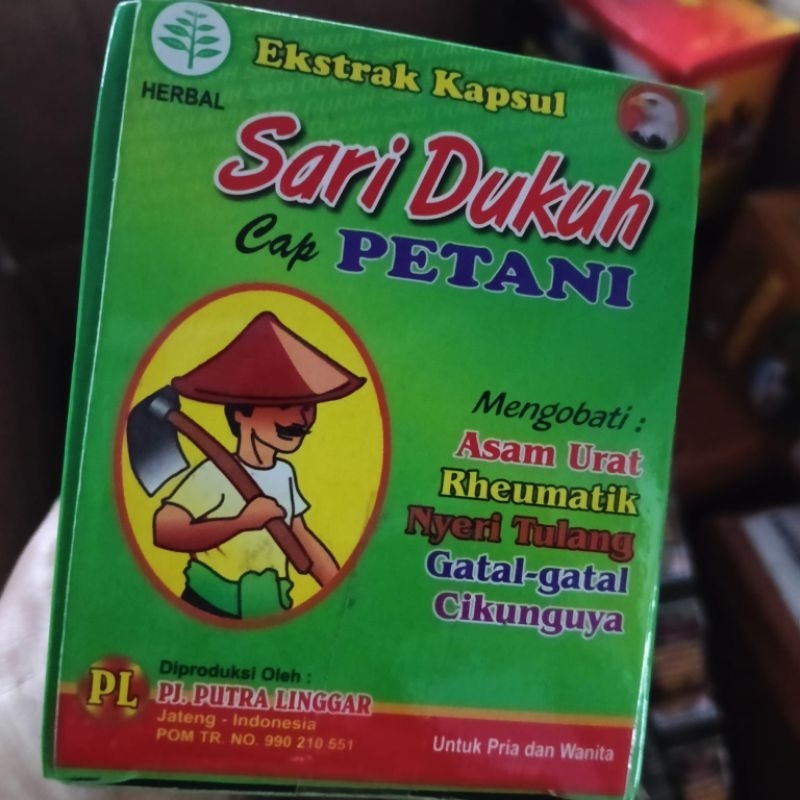 HERBAL
Ekstrak Kapsul
Sari Dukuh
Cap PETANI
Mengobati :
Asam Urat
Rheumatik
Nyeri Tulang
Gatal-gatal
Cikunguya
PL
Diproduksi Oleh :
PJ. PUTRA LINGGAR
Jateng - Indonesia
POM TR. NO. 990 210 551
Untuk Pria dan Wanita